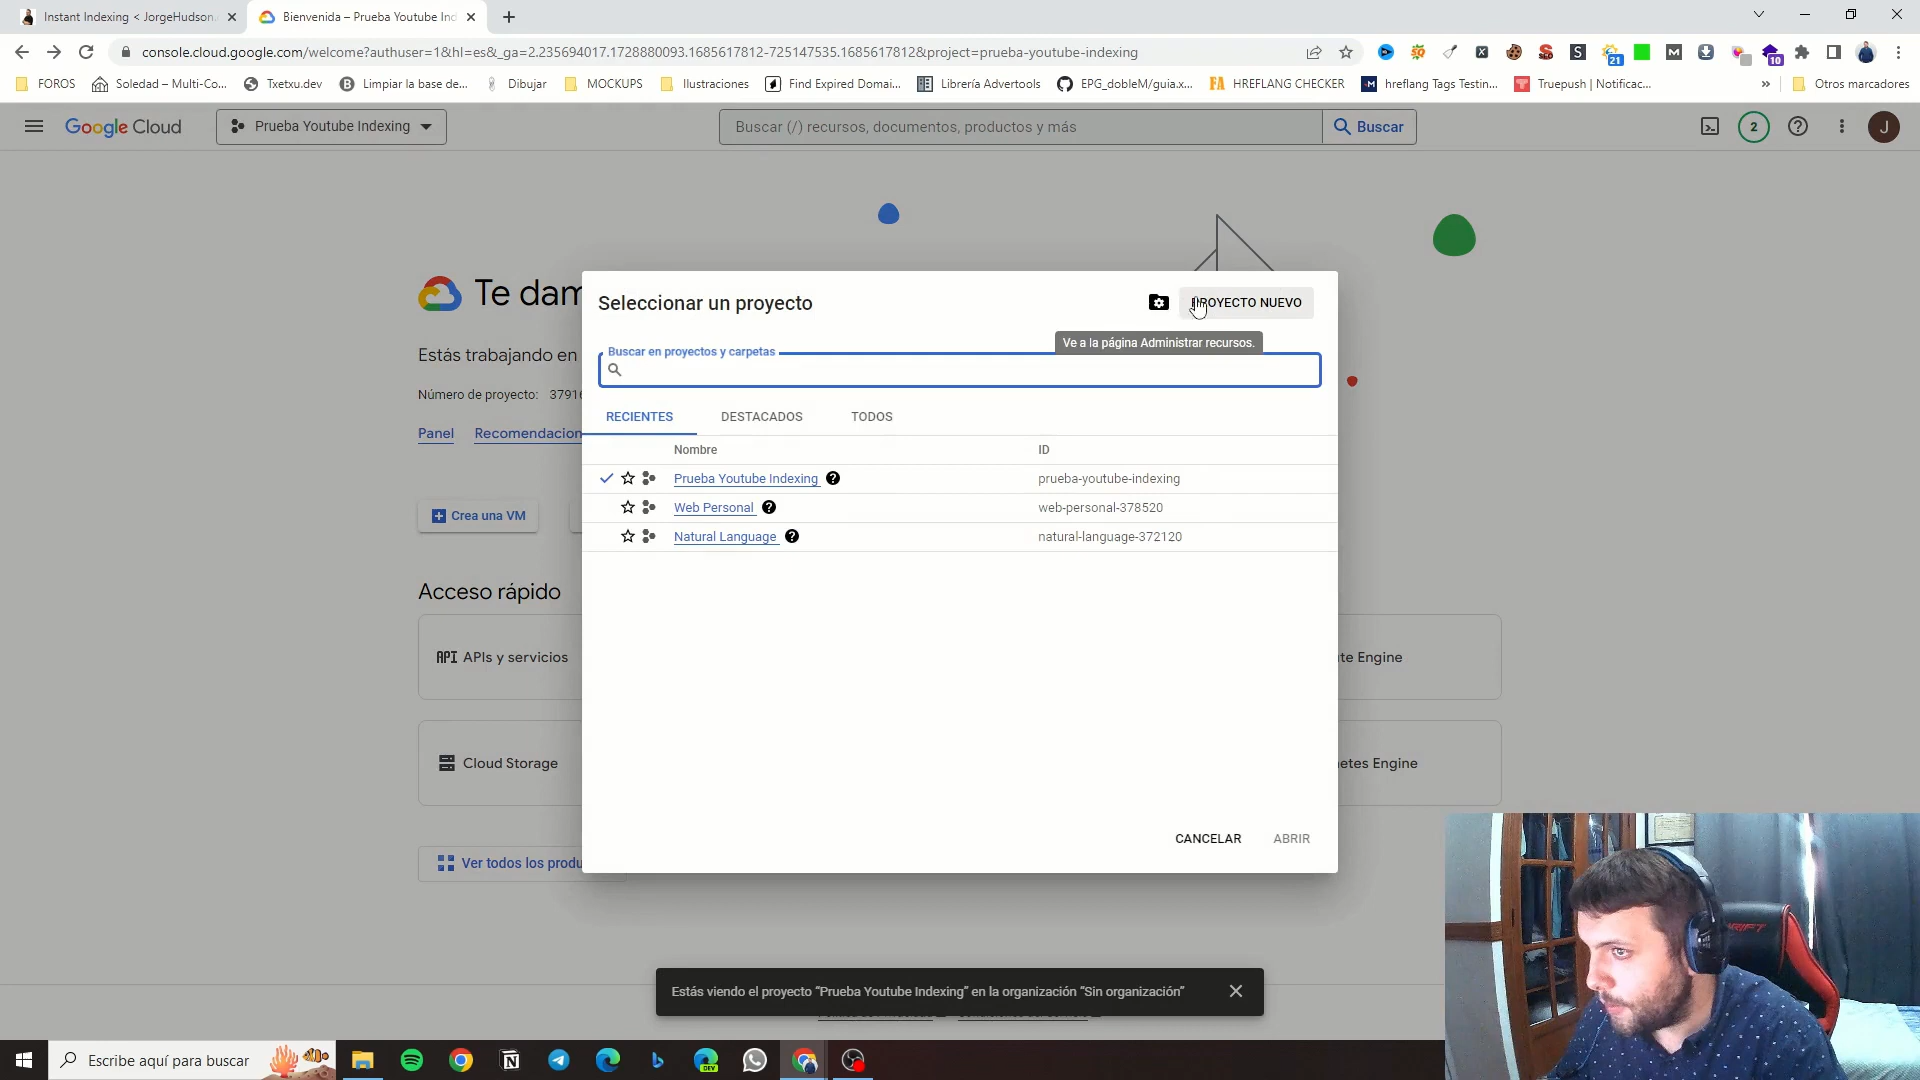 Instant Indexing < JorgeHudson
Bienvenida – Prueba Youtube Ind
console.cloud.google.com/welcome?authuser=1&hl=es&_ga=2.235694017.1728880093.1685617812-725147535.1685617812&project=prueba-youtube-indexing
21
10
FOROS
Soledad – Multi-Co...
Txetxu.dev
Limpiar la base de...
Dibujar
MOCKUPS
Ilustraciones
Find Expired Domai...
Librería Advertools
EPG_dobleM/guia.x...
HREFLANG CHECKER
hreflang Tags Testin...
Truepush | Notificac...
»
Otros marcadores
Google Cloud
Prueba Youtube Indexing
Buscar (/) recursos, documentos, productos y más
Buscar
2
J
Te dam
Estás trabajando en
Número de proyecto: 37916
Panel
Recomendacion
Crea una VM
Acceso rápido
API APIs y servicios
te Engine
Cloud Storage
etes Engine
Ver todos los produ
Seleccionar un proyecto
PROYECTO NUEVO
Ve a la página Administrar recursos.
Buscar en proyectos y carpetas
RECIENTES
DESTACADOS
TODOS
Nombre
ID
Prueba Youtube Indexing
prueba-youtube-indexing
Web Personal
web-personal-378520
Natural Language
natural-language-372120
CANCELAR
ABRIR
Estás viendo el proyecto “Prueba Youtube Indexing” en la organización “Sin organización”
Escribe aquí para buscar
DEV